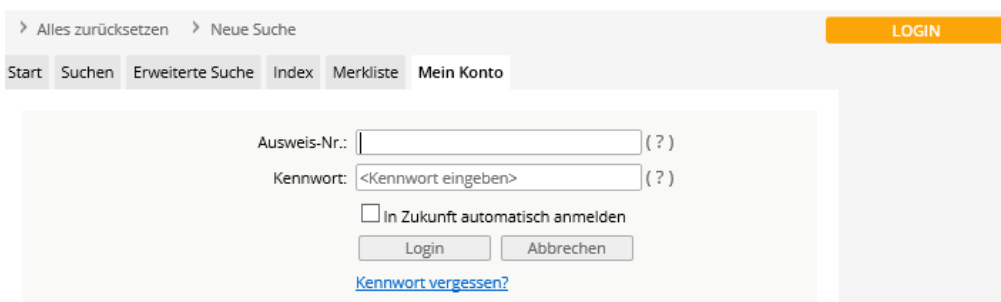 Alles zurücksetzen Neue Suche LOGIN
Start Suchen Erweiterte Suche Index Merkliste Mein Konto
Ausweis-Nr.: (?)
Kennwort: <Kennwort eingeben> (?)
In Zukunft automatisch anmelden
Login Abbrechen
Kennwort vergessen?